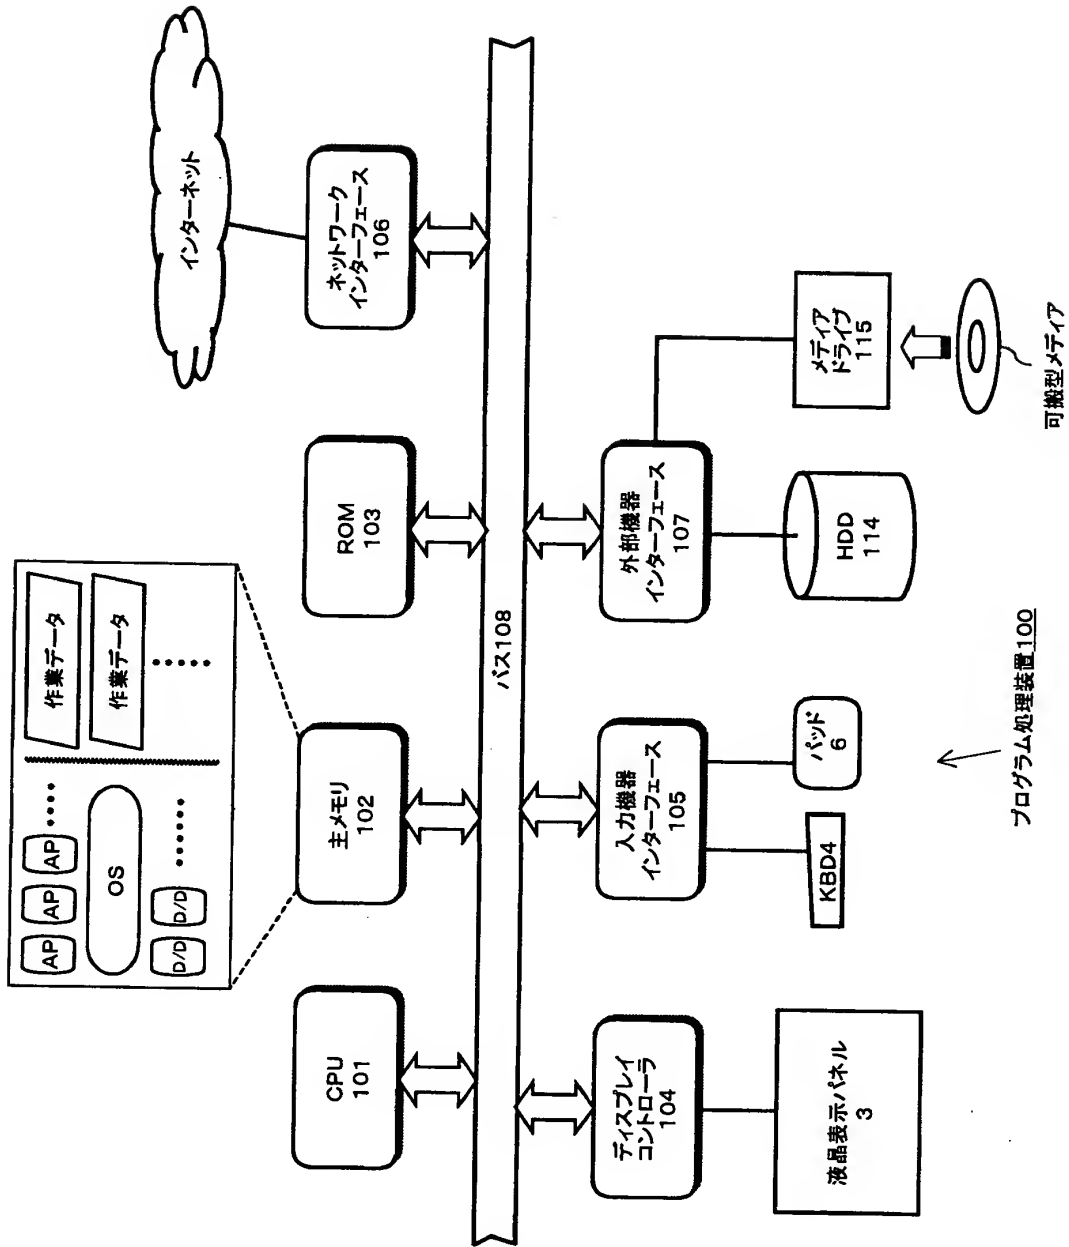 AP
AP
AP
OS
D/D
D/D
作業データ
作業データ
インターネット
CPU
101
主メモリ
102
ROM
103
ネットワーク
インターフェース
106
バス108
ディスプレイ
コントローラ
104
入力機器
インターフェース
105
外部機器
インターフェース
107
液晶表示パネル
3
KBD4
パッド
6
HDD
114
メディア
ドライブ
115
可搬型メディア
プログラム処理装置100